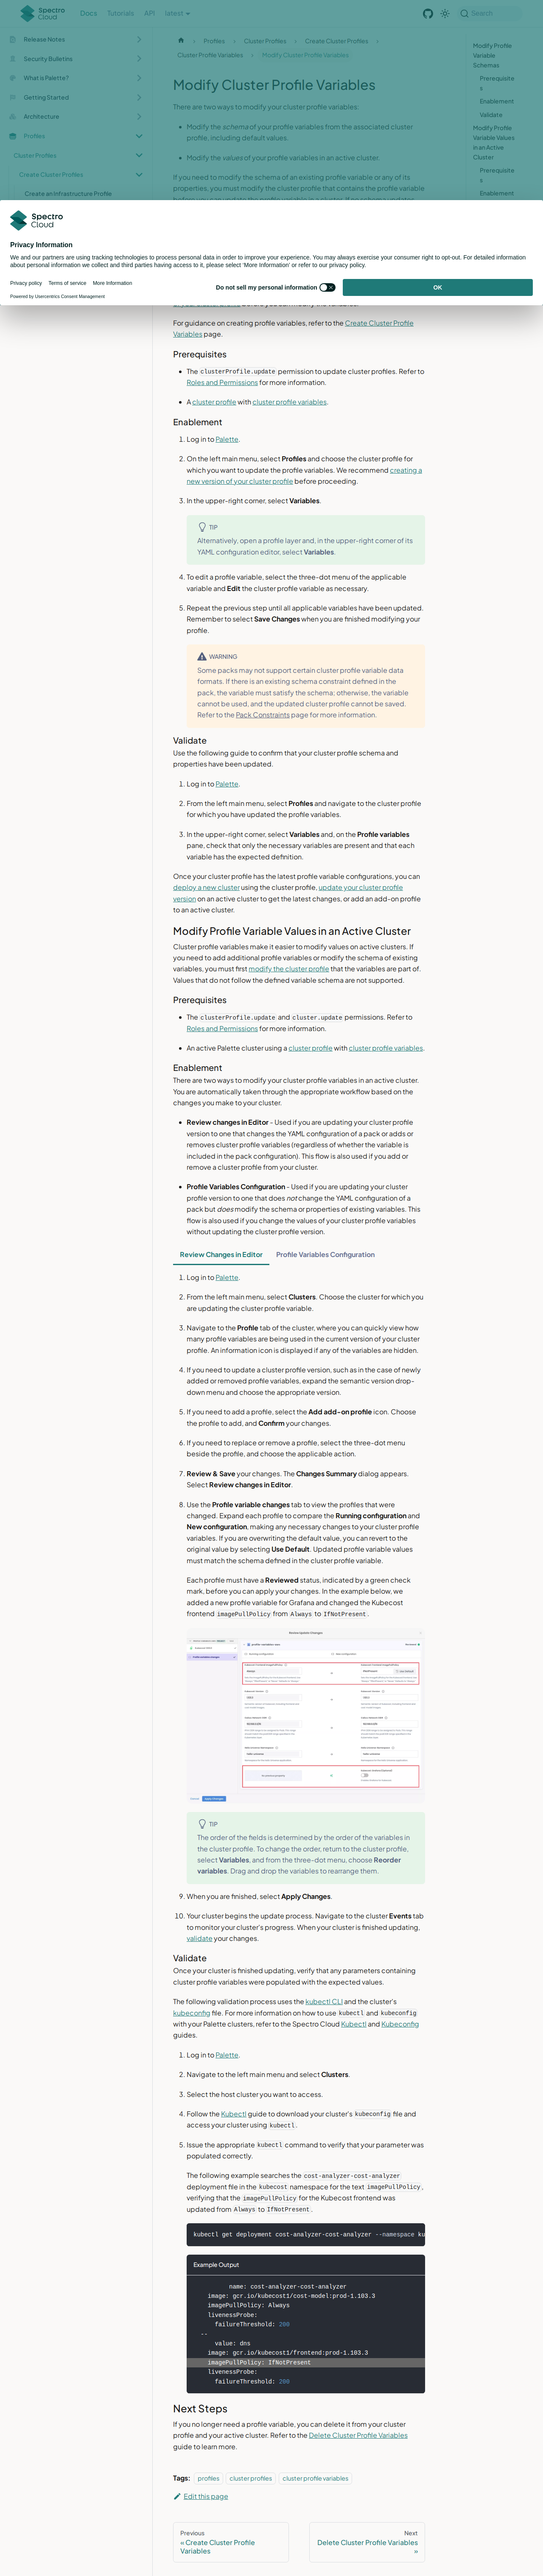 Spectro Cloud
Docs
Tutorials
API
latest
Search
Release Notes
Security Bulletins
What is Palette?
Getting Started
Architecture
Profiles
Cluster Profiles
Create Cluster Profiles
Create an Infrastructure Profile
Profiles
Cluster Profiles
Create Cluster Profiles
Cluster Profile Variables
Modify Cluster Profile Variables
Modify Cluster Profile Variables
There are two ways to modify your cluster profile variables:
Modify the schema of your profile variables from the associated cluster
profile, including default values.
Modify the values of your profile variables in an active cluster.
If you need to modify the schema of an existing profile variable or any of its
properties, you must modify the cluster profile that contains the profile variable
Modify Profile
Variable
Schemas
Prerequisite
s
Enablement
Validate
Modify Profile
Variable Values
in an Active
Cluster
Prerequisite
s
Enablement
Spectro Cloud
Privacy Information
We and our partners are using tracking technologies to process personal data in order to improve your experience. You may always exercise your consumer right to opt-out. For detailed information
about personal information we collect and third parties having access to it, please select 'More Information' or refer to our privacy policy.
Privacy policy
Terms of service
More Information
Powered by Usercentrics Consent Management
Do not sell my personal information
OK
For guidance on creating profile variables, refer to the Create Cluster Profile
Variables page.
Prerequisites
The clusterProfile.update permission to update cluster profiles. Refer to
Roles and Permissions for more information.
A cluster profile with cluster profile variables.
Enablement
1. Log in to Palette.
2. On the left main menu, select Profiles and choose the cluster profile for
which you want to update the profile variables. We recommend creating a
new version of your cluster profile before proceeding.
3. In the upper-right corner, select Variables.
TIP
Alternatively, open a profile layer and, in the upper-right corner of its
YAML configuration editor, select Variables.
4. To edit a profile variable, select the three-dot menu of the applicable
variable and Edit the cluster profile variable as necessary.
5. Repeat the previous step until all applicable variables have been updated.
Remember to select Save Changes when you are finished modifying your
profile.
WARNING
Some packs may not support certain cluster profile variable data
formats. If there is an existing schema constraint defined in the
pack, the variable must satisfy the schema; otherwise, the variable
cannot be used, and the updated cluster profile cannot be saved.
Refer to the Pack Constraints page for more information.
Validate
Use the following guide to confirm that your cluster profile schema and
properties have been updated.
1. Log in to Palette.
2. From the left main menu, select Profiles and navigate to the cluster profile
for which you have updated the profile variables.
3. In the upper-right corner, select Variables and, on the Profile variables
pane, check that only the necessary variables are present and that each
variable has the expected definition.
Once your cluster profile has the latest profile variable configurations, you can
deploy a new cluster using the cluster profile, update your cluster profile
version on an active cluster to get the latest changes, or add an add-on profile
to an active cluster.
Modify Profile Variable Values in an Active Cluster
Cluster profile variables make it easier to modify values on active clusters. If
you need to add additional profile variables or modify the schema of existing
variables, you must first modify the cluster profile that the variables are part of.
Values that do not follow the defined variable schema are not supported.
Prerequisites
The clusterProfile.update and cluster.update permissions. Refer to
Roles and Permissions for more information.
An active Palette cluster using a cluster profile with cluster profile variables.
Enablement
There are two ways to modify your cluster profile variables in an active cluster.
You are automatically taken through the appropriate workflow based on the
changes you make to your cluster.
Review changes in Editor - Used if you are updating your cluster profile
version to one that changes the YAML configuration of a pack or adds or
removes cluster profile variables (regardless of whether the variable is
included in the pack configuration). This flow is also used if you add or
remove a cluster profile from your cluster.
Profile Variables Configuration - Used if you are updating your cluster
profile version to one that does not change the YAML configuration of a
pack but does modify the schema or properties of existing variables. This
flow is also used if you change the values of your cluster profile variables
without updating the cluster profile version.
Review Changes in Editor
Profile Variables Configuration
1. Log in to Palette.
2. From the left main menu, select Clusters. Choose the cluster for which you
are updating the cluster profile variable.
3. Navigate to the Profile tab of the cluster, where you can quickly view how
many profile variables are being used in the current version of your cluster
profile. An information icon is displayed if any of the variables are hidden.
4. If you need to update a cluster profile version, such as in the case of newly
added or removed profile variables, expand the semantic version drop-
down menu and choose the appropriate version.
5. If you need to add a profile, select the Add add-on profile icon. Choose
the profile to add, and Confirm your changes.
6. If you need to replace or remove a profile, select the three-dot menu
beside the profile, and choose the applicable action.
7. Review & Save your changes. The Changes Summary dialog appears.
Select Review changes in Editor.
8. Use the Profile variable changes tab to view the profiles that were
changed. Expand each profile to compare the Running configuration and
New configuration, making any necessary changes to your cluster profile
variables. If you are overwriting the default value, you can revert to the
original value by selecting Use Default. Updated profile variable values
must match the schema defined in the cluster profile variable.
Each profile must have a Reviewed status, indicated by a green check
mark, before you can apply your changes. In the example below, we
added a new profile variable for Grafana and changed the Kubecost
frontend imagePullPolicy from Always to IfNotPresent.
Review Update Changes
TIP
The order of the fields is determined by the order of the variables in
the cluster profile. To change the order, return to the cluster profile,
select Variables, and from the three-dot menu, choose Reorder
variables. Drag and drop the variables to rearrange them.
9. When you are finished, select Apply Changes.
10. Your cluster begins the update process. Navigate to the cluster Events tab
to monitor your cluster's progress. When your cluster is finished updating,
validate your changes.
Validate
Once your cluster is finished updating, verify that any parameters containing
cluster profile variables were populated with the expected values.
The following validation process uses the kubectl CLI and the cluster's
kubeconfig file. For more information on how to use kubectl and kubeconfig
with your Palette clusters, refer to the Spectro Cloud Kubectl and Kubeconfig
guides.
1. Log in to Palette.
2. Navigate to the left main menu and select Clusters.
3. Select the host cluster you want to access.
4. Follow the Kubectl guide to download your cluster's kubeconfig file and
access your cluster using kubectl.
5. Issue the appropriate kubectl command to verify that your parameter was
populated correctly.
The following example searches the cost-analyzer-cost-analyzer
deployment file in the kubecost namespace for the text imagePullPolicy,
verifying that the imagePullPolicy for the Kubecost frontend was
updated from Always to IfNotPresent.
kubectl get deployment cost-analyzer-cost-analyzer --namespace ku
Example Output
name: cost-analyzer-cost-analyzer
image: gcr.io/kubecost1/cost-model:prod-1.103.3
imagePullPolicy: Always
livenessProbe:
failureThreshold: 200
--
value: dns
image: gcr.io/kubecost1/frontend:prod-1.103.3
imagePullPolicy: IfNotPresent
livenessProbe:
failureThreshold: 200
Next Steps
If you no longer need a profile variable, you can delete it from your cluster
profile and your active cluster. Refer to the Delete Cluster Profile Variables
guide to learn more.
Tags:
profiles
cluster profiles
cluster profile variables
Edit this page
Previous
« Create Cluster Profile
Variables
Next
Delete Cluster Profile Variables
»